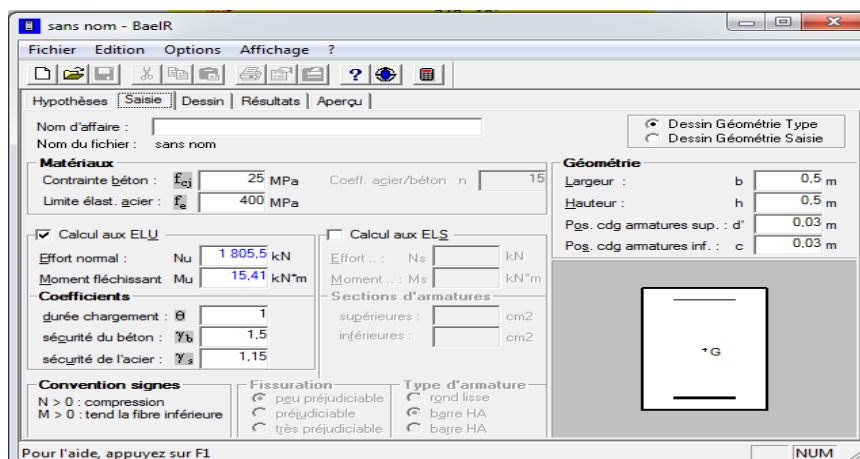 sans nom - BaelR
Fichier Edition Options Affichage ?
Hypothèses Saisie Dessin Résultats Aperçu
Nom d'affaire :
Nom du fichier : sans nom
Dessin Géométrie Type
Dessin Géométrie Saisie
Matériaux
Contrainte béton : fcj 25 MPa Coeff. acier/béton n 15
Limite élast. acier : fe 400 MPa
Géométrie
Largeur : b 0,5 m
Hauteur : h 0,5 m
Pos. cdg armatures sup. : d' 0,03 m
Pos. cdg armatures inf. : c 0,03 m
Calcul aux ELU
Effort normal : Nu 1 805,5 kN
Moment fléchissant Mu 15,41 kN*m
Calcul aux ELS
Effort .. : Ns kN
Moment .. : Ms kN*m
Coefficients
durée chargement : θ 1
sécurité du béton : γb 1,5
sécurité de l'acier : γs 1,15
Sections d'armatures
supérieures : cm2
inférieures : cm2
+G
Convention signes
N > 0 : compression
M > 0 : tend la fibre inférieure
Fissuration
peu préjudiciable
préjudiciable
très préjudiciable
Type d'armature
rond lisse
barre HA
barre HA
Pour l'aide, appuyez sur F1
NUM